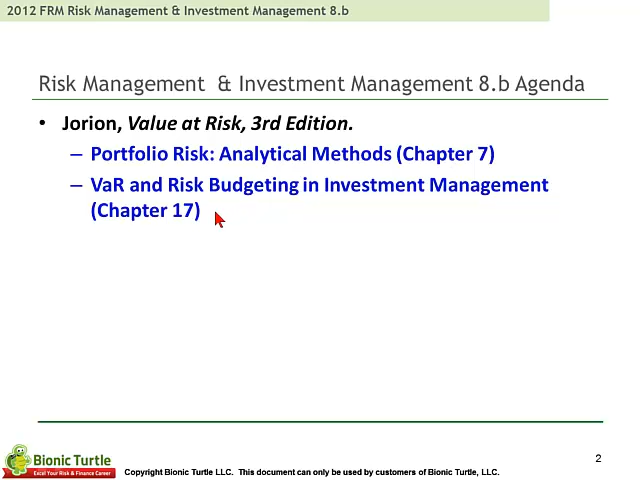 2012 FRM Risk Management & Investment Management 8.b
Risk Management & Investment Management 8.b Agenda
• Jorion, Value at Risk, 3rd Edition.
– Portfolio Risk: Analytical Methods (Chapter 7)
– VaR and Risk Budgeting in Investment Management
(Chapter 17)
2
Bionic Turtle
Excel Your Risk & Finance Career
Copyright Bionic Turtle LLC. This document can only be used by customers of Bionic Turtle, LLC.